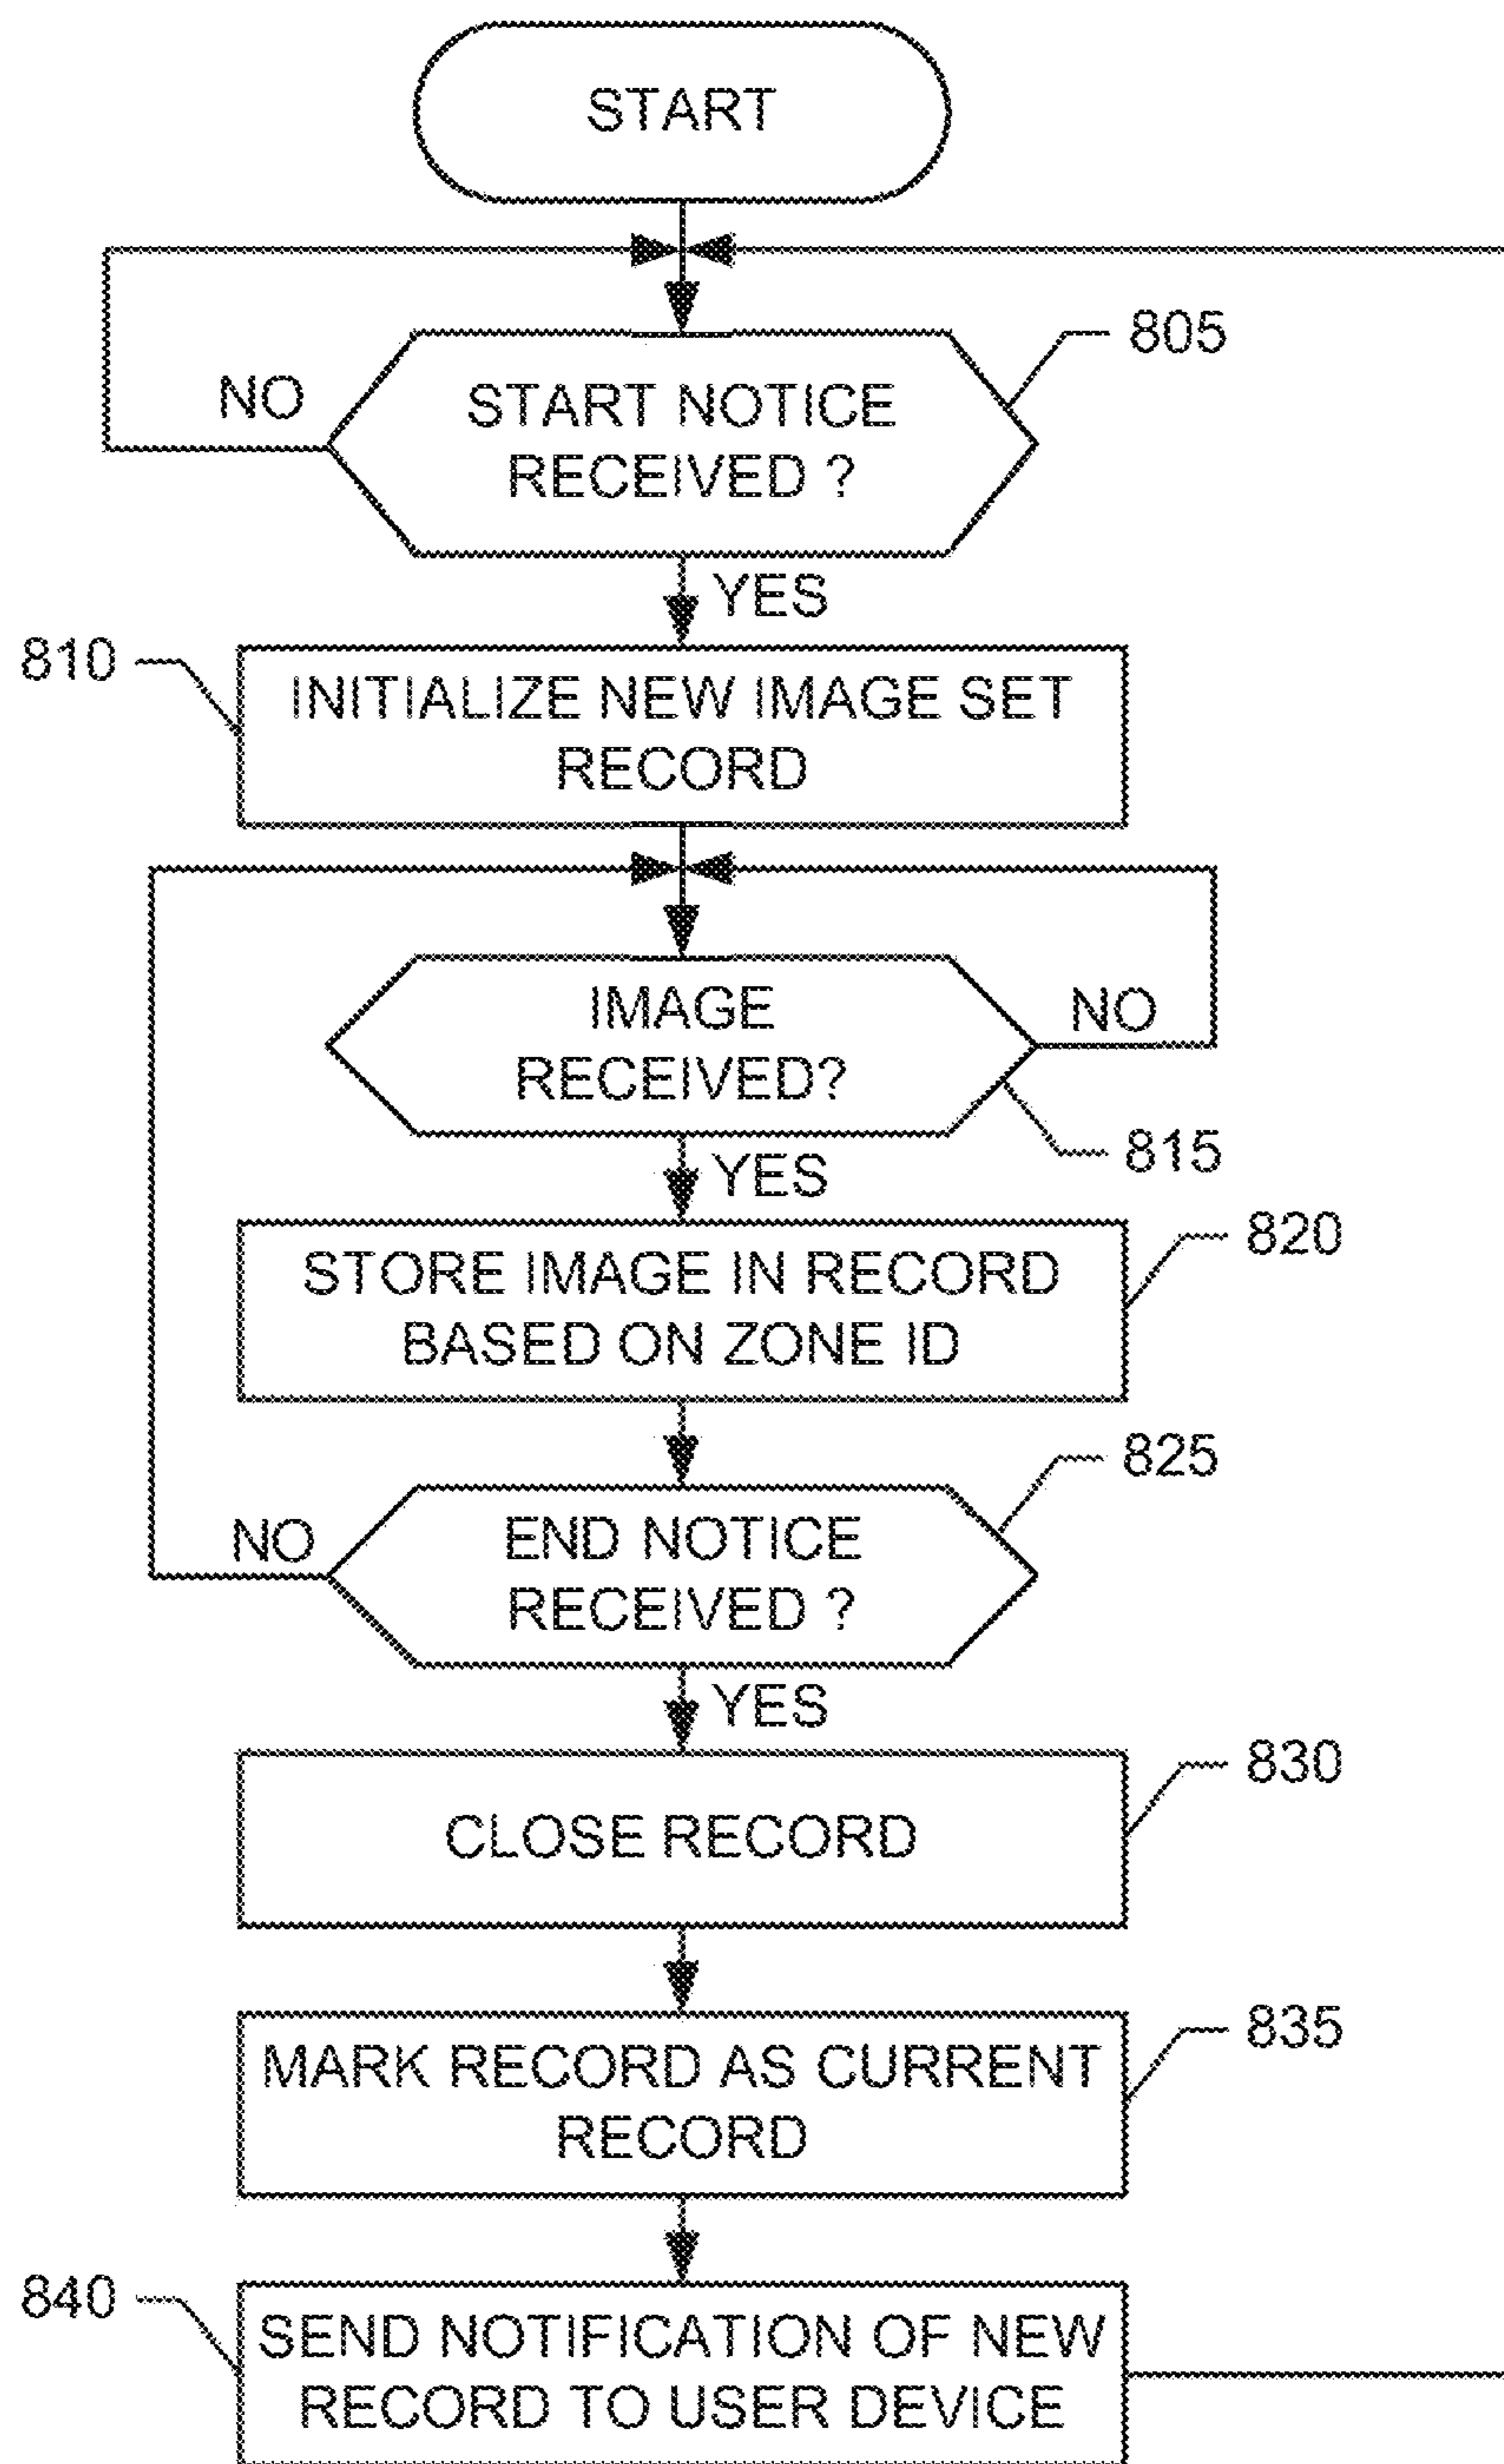 START
805
NO
START NOTICE
RECEIVED ?
YES
810
INITIALIZE NEW IMAGE SET
RECORD
IMAGE
RECEIVED?
NO
815
YES
820
STORE IMAGE IN RECORD
BASED ON ZONE ID
825
NO
END NOTICE
RECEIVED ?
YES
830
CLOSE RECORD
835
MARK RECORD AS CURRENT
RECORD
840
SEND NOTIFICATION OF NEW
RECORD TO USER DEVICE